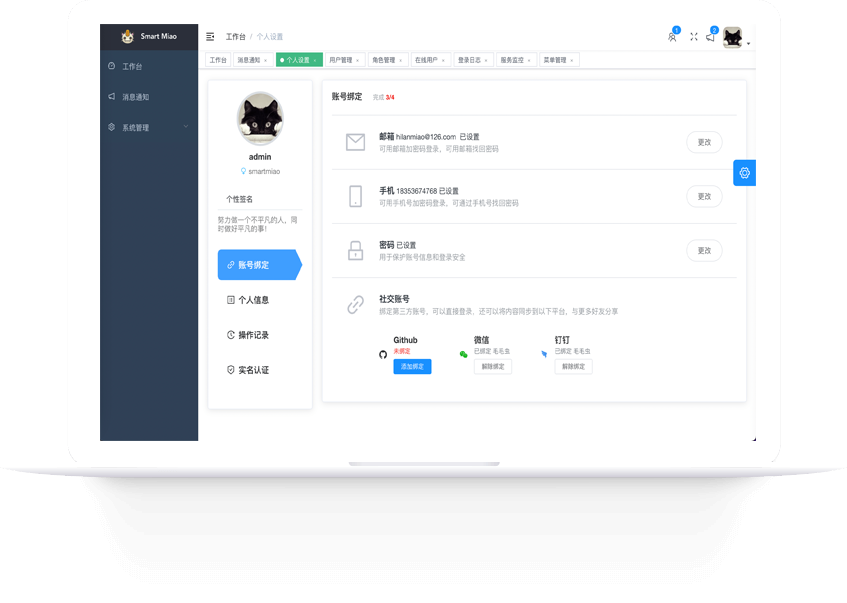 Smart Miao
工作台 / 个人设置
1
2
工作台 消息通知 × 个人设置 × 用户管理 × 角色管理 × 在线用户 × 登录日志 × 服务监控 × 菜单管理 ×
工作台
消息通知
系统管理
admin
smartmiao
个性签名
努力做一个不平凡的人，同
时做好平凡的事!
账号绑定
个人信息
操作记录
实名认证
账号绑定 完成 3/4
邮箱 hilanmiao@126.com 已设置
可用邮箱加密码登录，可用邮箱找回密码
更改
手机 18353674768 已设置
可用手机号加密码登录，可通过手机号找回密码
更改
密码 已设置
用于保护账号信息和登录安全
更改
社交账号
绑定第三方账号，可以直接登录，还可以将内容同步到以下平台，与更多好友分享
Github
未绑定
添加绑定
微信
已绑定 毛毛虫
解除绑定
钉钉
已绑定 毛毛虫
解除绑定